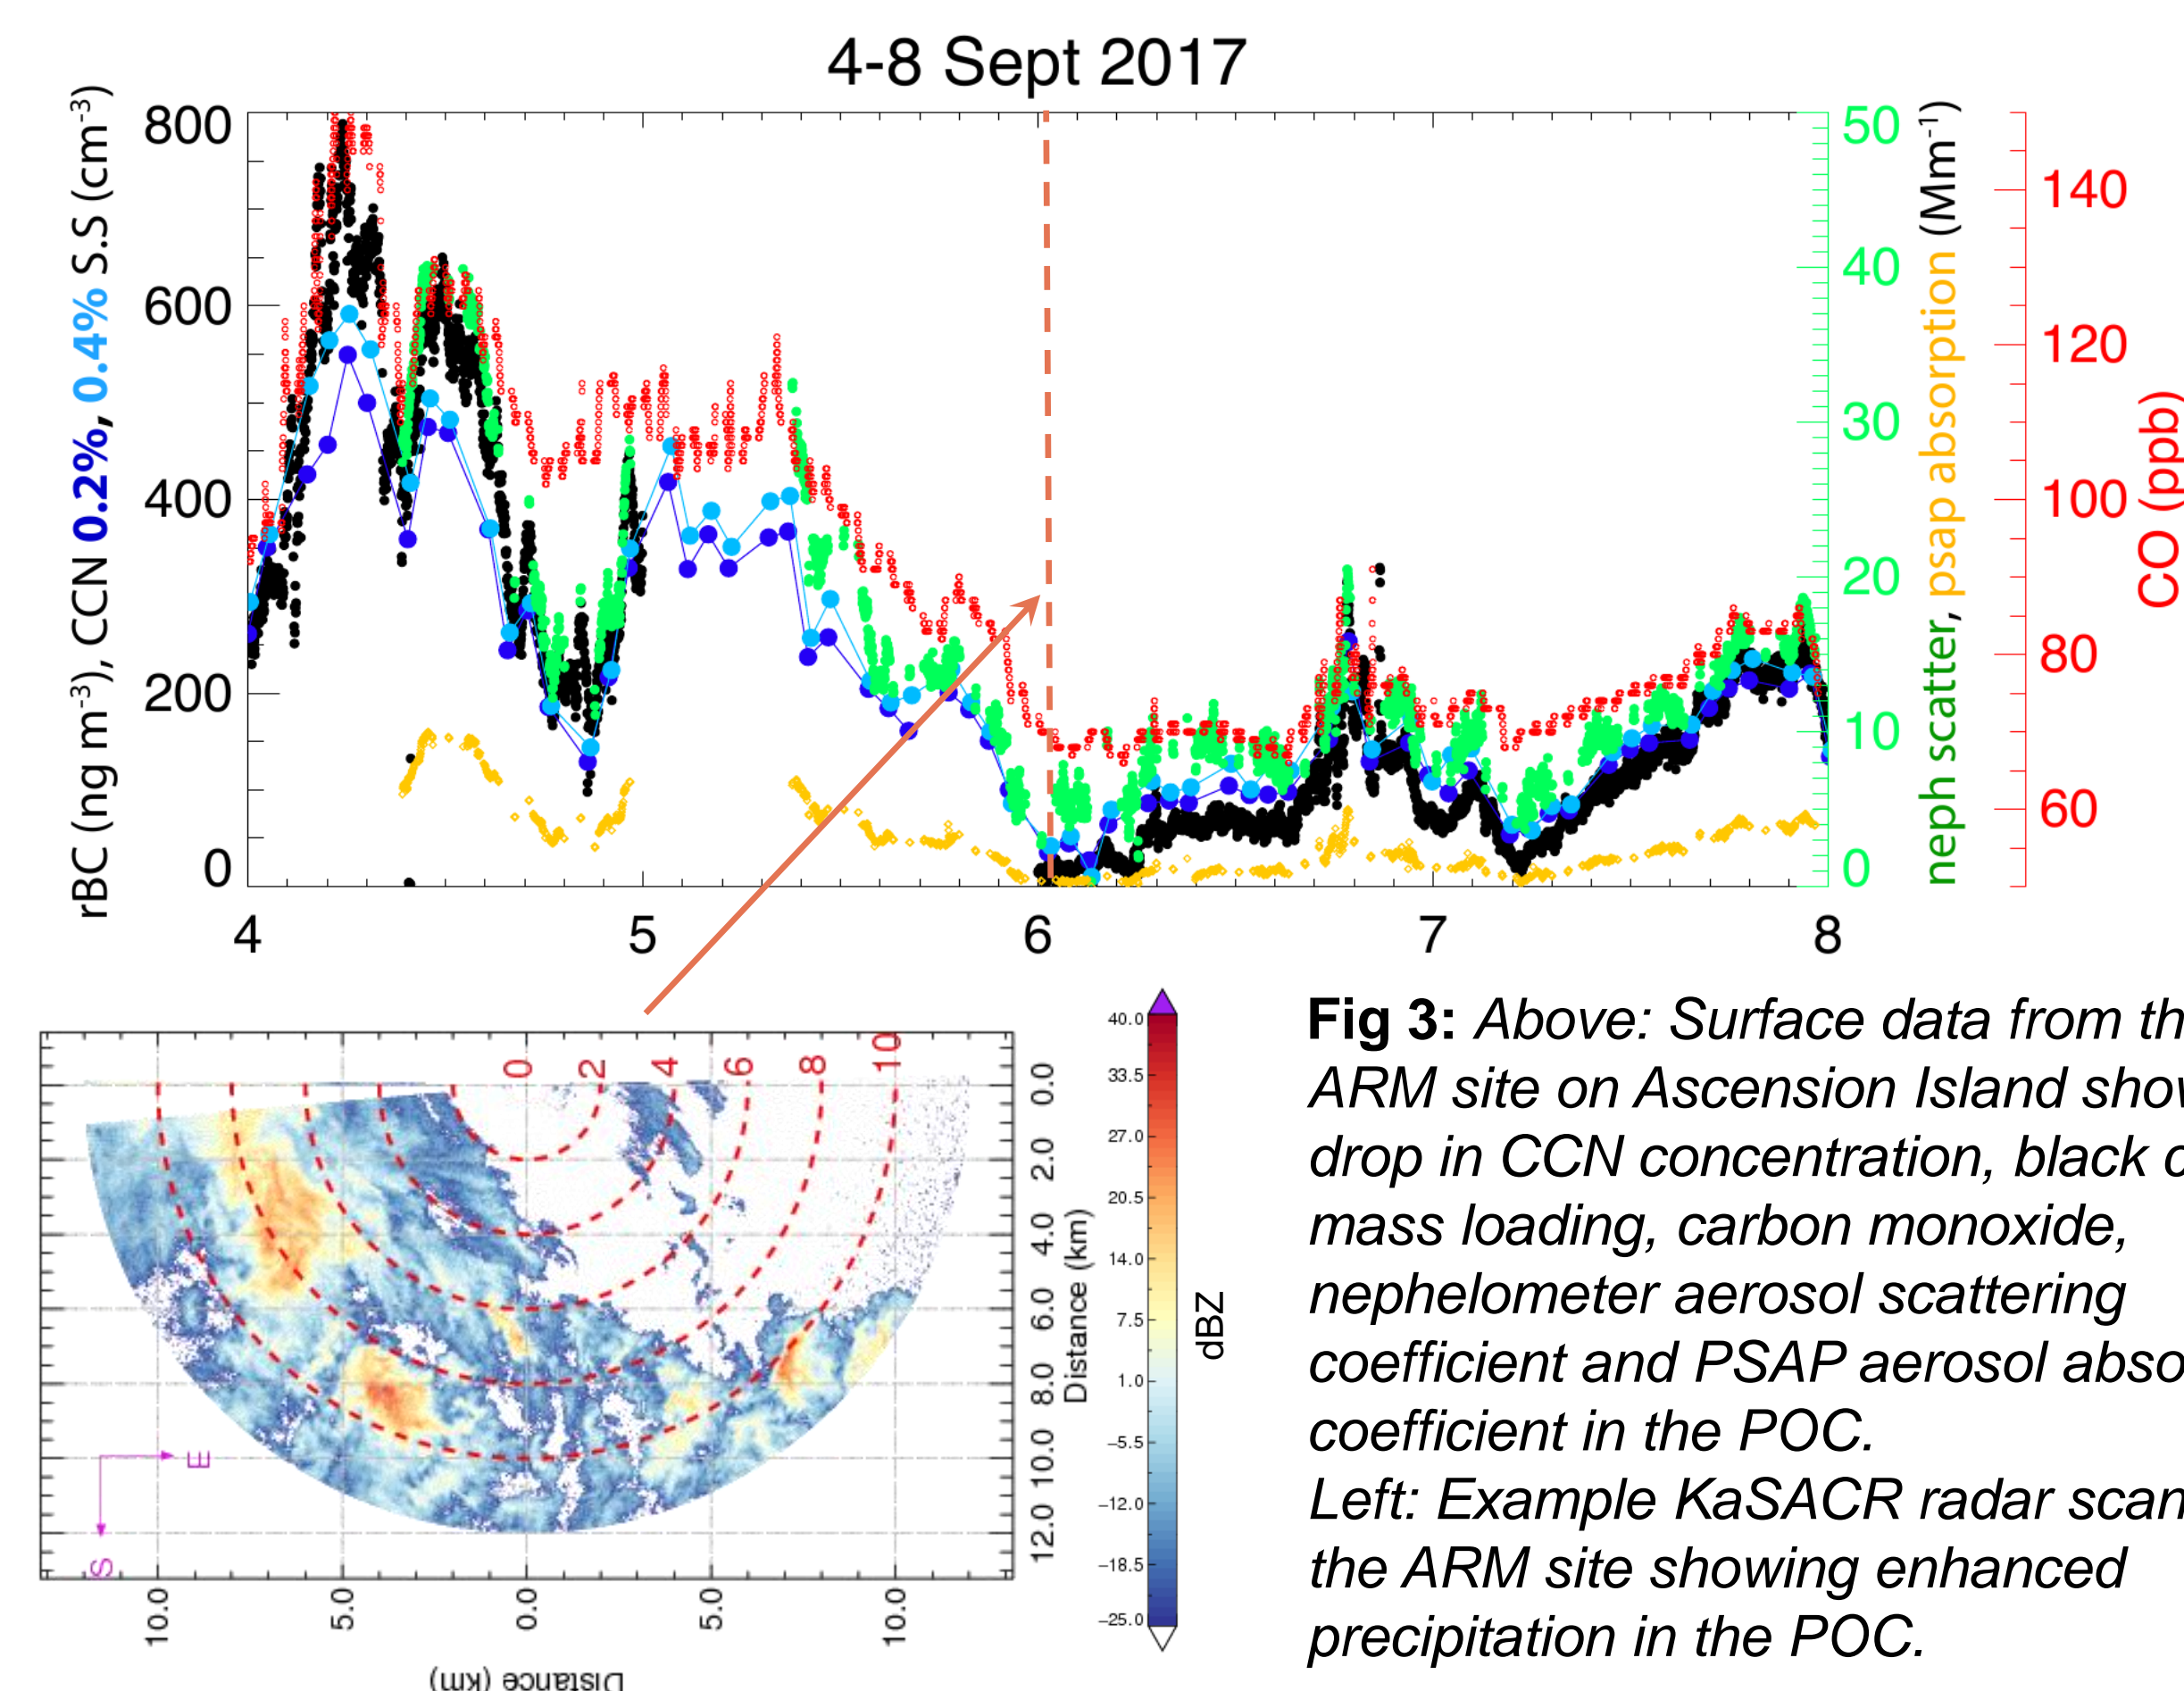 4-8 Sept 2017
rBC (ng m-3), CCN 0.2%, 0.4% S.S (cm-3)
800
600
400
200
0
4
5
6
7
8
50
40
30
20
10
0
neph scatter, psap absorption (Mm-1)
140
120
100
80
60
CO (ppb)
0
2
4
6
8
10
0.0
2.0
4.0
6.0
8.0
10.0
12.0
Distance (km)
E
S
10.0
5.0
0.0
5.0
10.0
Distance (km)
40.0
33.5
27.0
20.5
14.0
7.5
1.0
-5.5
-12.0
-18.5
-25.0
dBZ
Fig 3: Above: Surface data from th
ARM site on Ascension Island show
drop in CCN concentration, black c
mass loading, carbon monoxide,
nephelometer aerosol scattering
coefficient and PSAP aerosol abso
coefficient in the POC.
Left: Example KaSACR radar scan
the ARM site showing enhanced
precipitation in the POC.